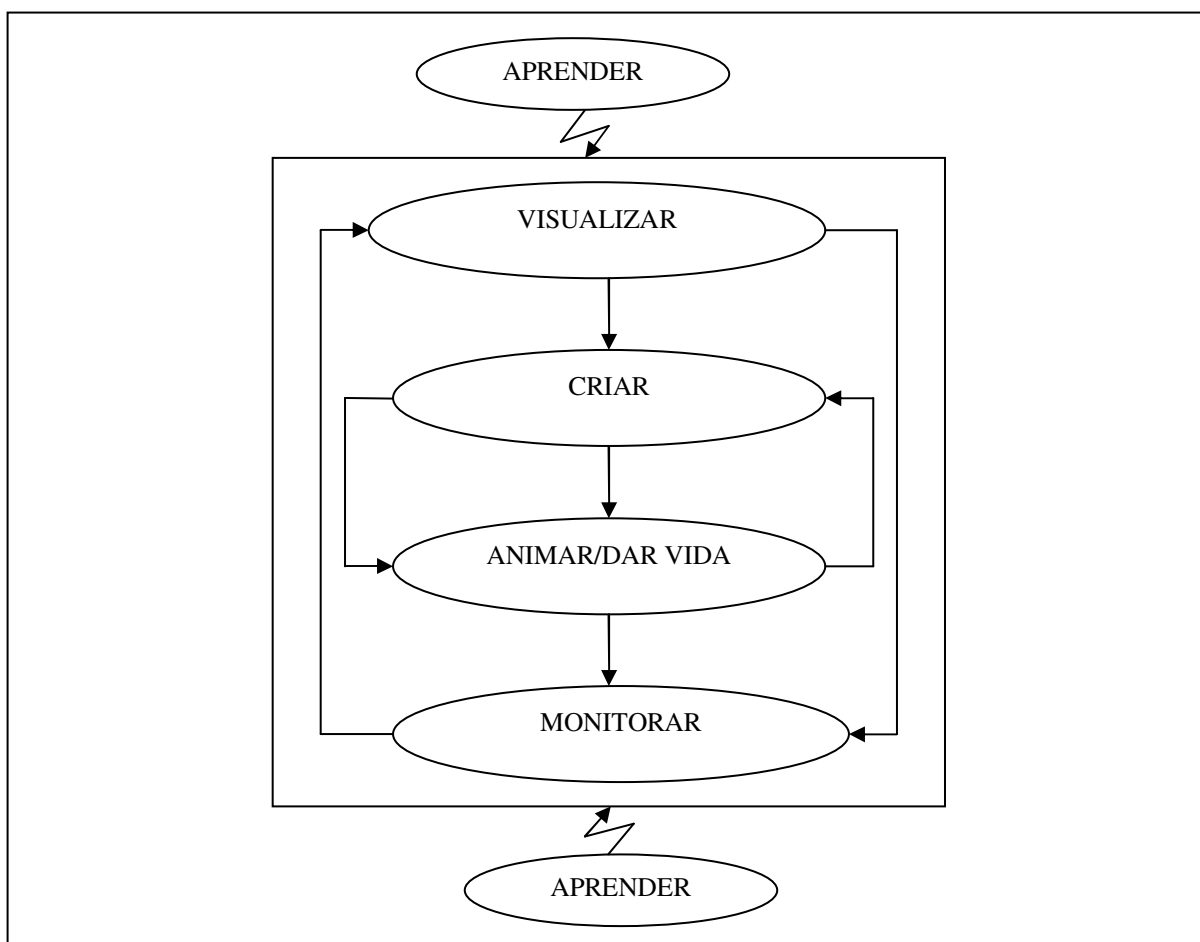 APRENDER
VISUALIZAR
CRIAR
ANIMAR/DAR VIDA
MONITORAR
APRENDER